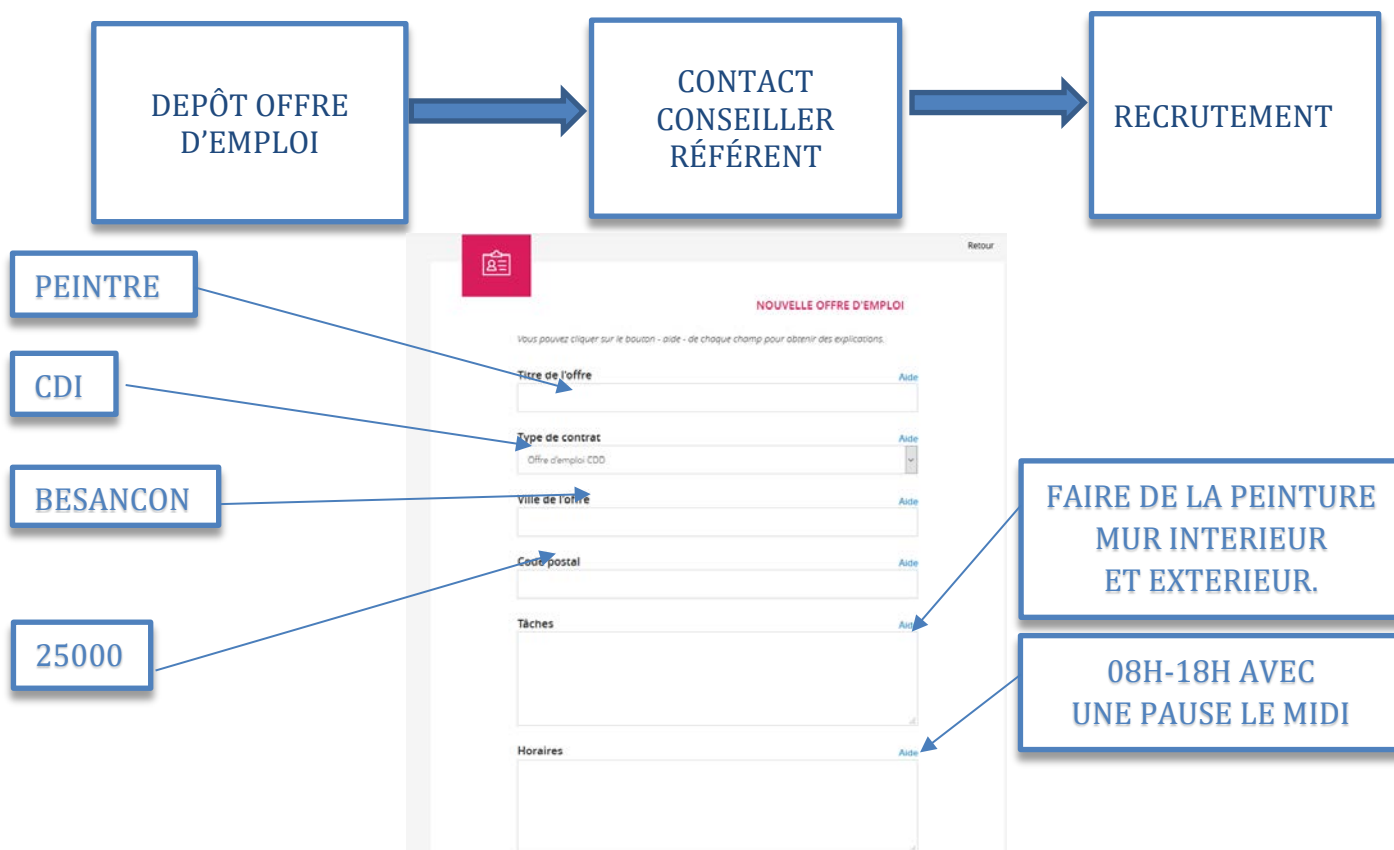 DEPÔT OFFRE
D'EMPLOI
CONTACT
CONSEILLER
RÉFÉRENT
RECRUTEMENT
Retour
PEINTRE
NOUVELLE OFFRE D'EMPLOI
Vous pouvez cliquer sur le bouton - aide - de chaque champ pour obtenir des explications.
CDI
Titre de l'offre Aide
Type de contrat Aide
Offre d'emploi CDD
BESANCON
Ville de l'offre Aide
FAIRE DE LA PEINTURE
MUR INTERIEUR
ET EXTERIEUR.
Code postal Aide
25000
Tâches Aide
08H-18H AVEC
UNE PAUSE LE MIDI
Horaires Aide